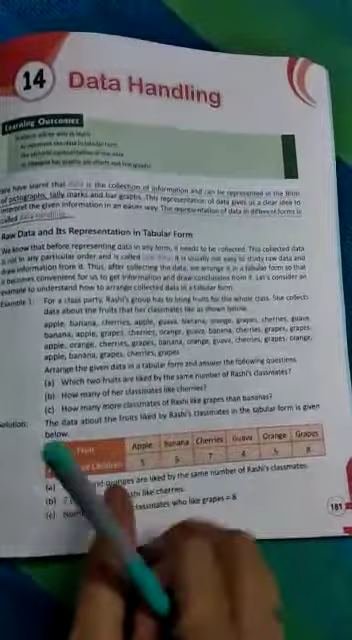 14 Data Handling
Learning Outcomes
We have learnt that data is the collection of information and can be represented in the form
of pictographs, tally marks and bar graphs. This representation of data gives us a clear idea to
interpret the given information in an easier way. The representation of data in different forms is
called data handling.
Raw Data and Its Representation in Tabular Form
We know that before representing data in any form, it needs to be collected. This collected data
is not in any particular order and is called raw data. It is usually not easy to study raw data and
draw information from it. Thus, after collecting the data, we arrange it in a tabular form so that
it becomes convenient for us to get information and draw conclusions from it. Let's consider an
example to understand how to arrange collected data in a tabular form.
Example 1: For a class party, Rashi's group has to bring fruits for the whole class. She collects
data about the fruits that her classmates like as shown below.
apple, banana, cherries, apple, guava, banana, orange, grapes, cherries, guava,
banana, apple, grapes, cherries, orange, guava, banana, cherries, grapes, grapes,
apple, orange, cherries, grapes, banana, orange, guava, cherries, grapes, orange,
apple, banana, grapes, cherries, grapes
Arrange the given data in a tabular form and answer the following questions.
(a) Which two fruits are liked by the same number of Rashi's classmates?
(b) How many of her classmates like cherries?
(c) How many more classmates of Rashi like grapes than bananas?
Solution: The data about the fruits liked by Rashi's classmates in the tabular form is given
below.
Fruit Apple Banana Cherries Guava Orange Grapes
Children 5 6 7 4 5 8
(a) and oranges are liked by the same number of Rashi's classmates.
(b) 7 like cherries.
(c) classmates who like grapes = 8
181